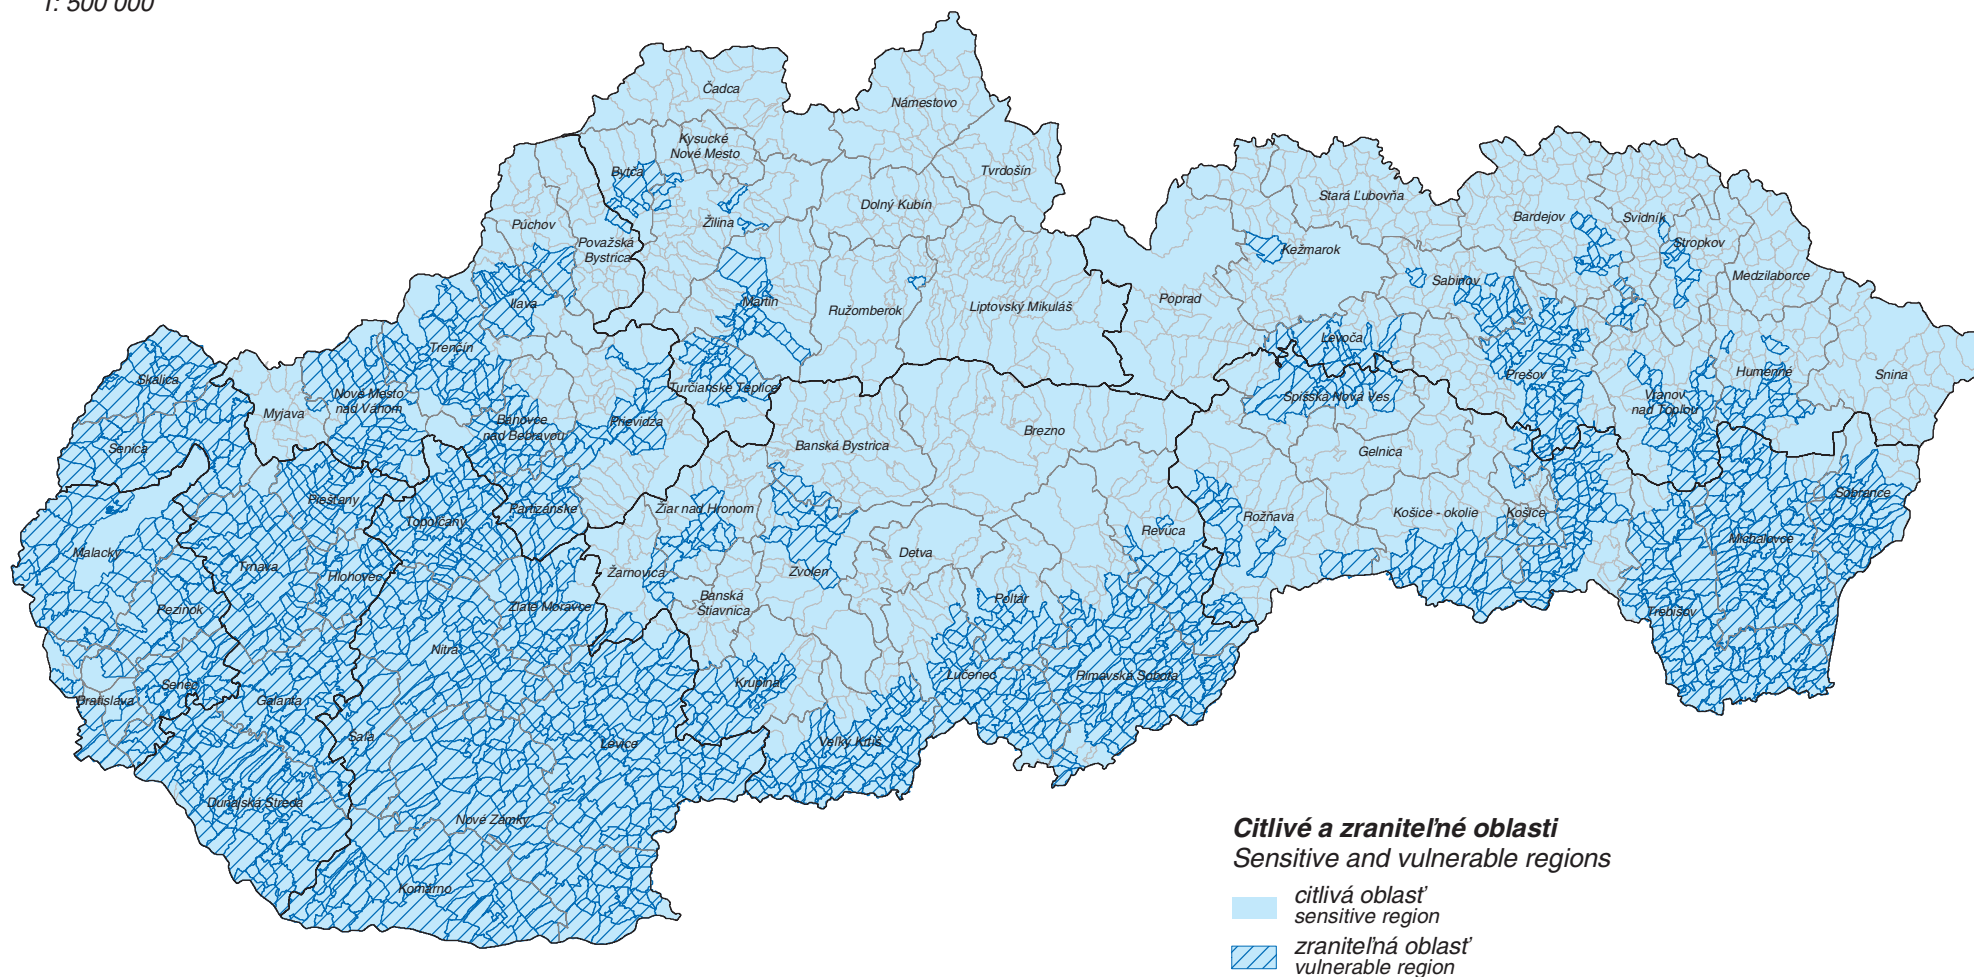 1: 500 000
Čadca
Námestovo
Kysucké
Nové Mesto
Bytča
Tvrdošín
Stará Ľubovňa
Dolný Kubín
Žilina
Púchov
Bardejov
Svidník
Považská
Bystrica
Kežmarok
Stropkov
Medzilaborce
Sabinov
Ilava
Martin
Ružomberok
Liptovský Mikuláš
Poprad
Levoča
Trenčín
Skalica
Turčianske Teplice
Prešov
Humenné
Snina
Nové Mesto
nad Váhom
Myjava
Spišská Nová Ves
Vranov
nad Topľou
Bánovce
nad Bebravou
Prievidza
Banská Bystrica
Brezno
Senica
Gelnica
Piešťany
Partizánske
Topoľčany
Žiar nad Hronom
Rožňava
Košice - okolie
Košice
Sobrance
Revúca
Malacky
Detva
Michalovce
Trnava
Hlohovec
Žarnovica
Zvolen
Banská
Štiavnica
Poltár
Pezinok
Zlaté Moravce
Trebišov
Nitra
Senec
Krupina
Lučenec
Rimavská Sobota
Bratislava
Galanta
Šaľa
Levice
Veľký Krtíš
Dunajská Streda
Nové Zámky
Komárno
Citlivé a zraniteľné oblasti
Sensitive and vulnerable regions
citlivá oblasť
sensitive region
zraniteľná oblasť
vulnerable region